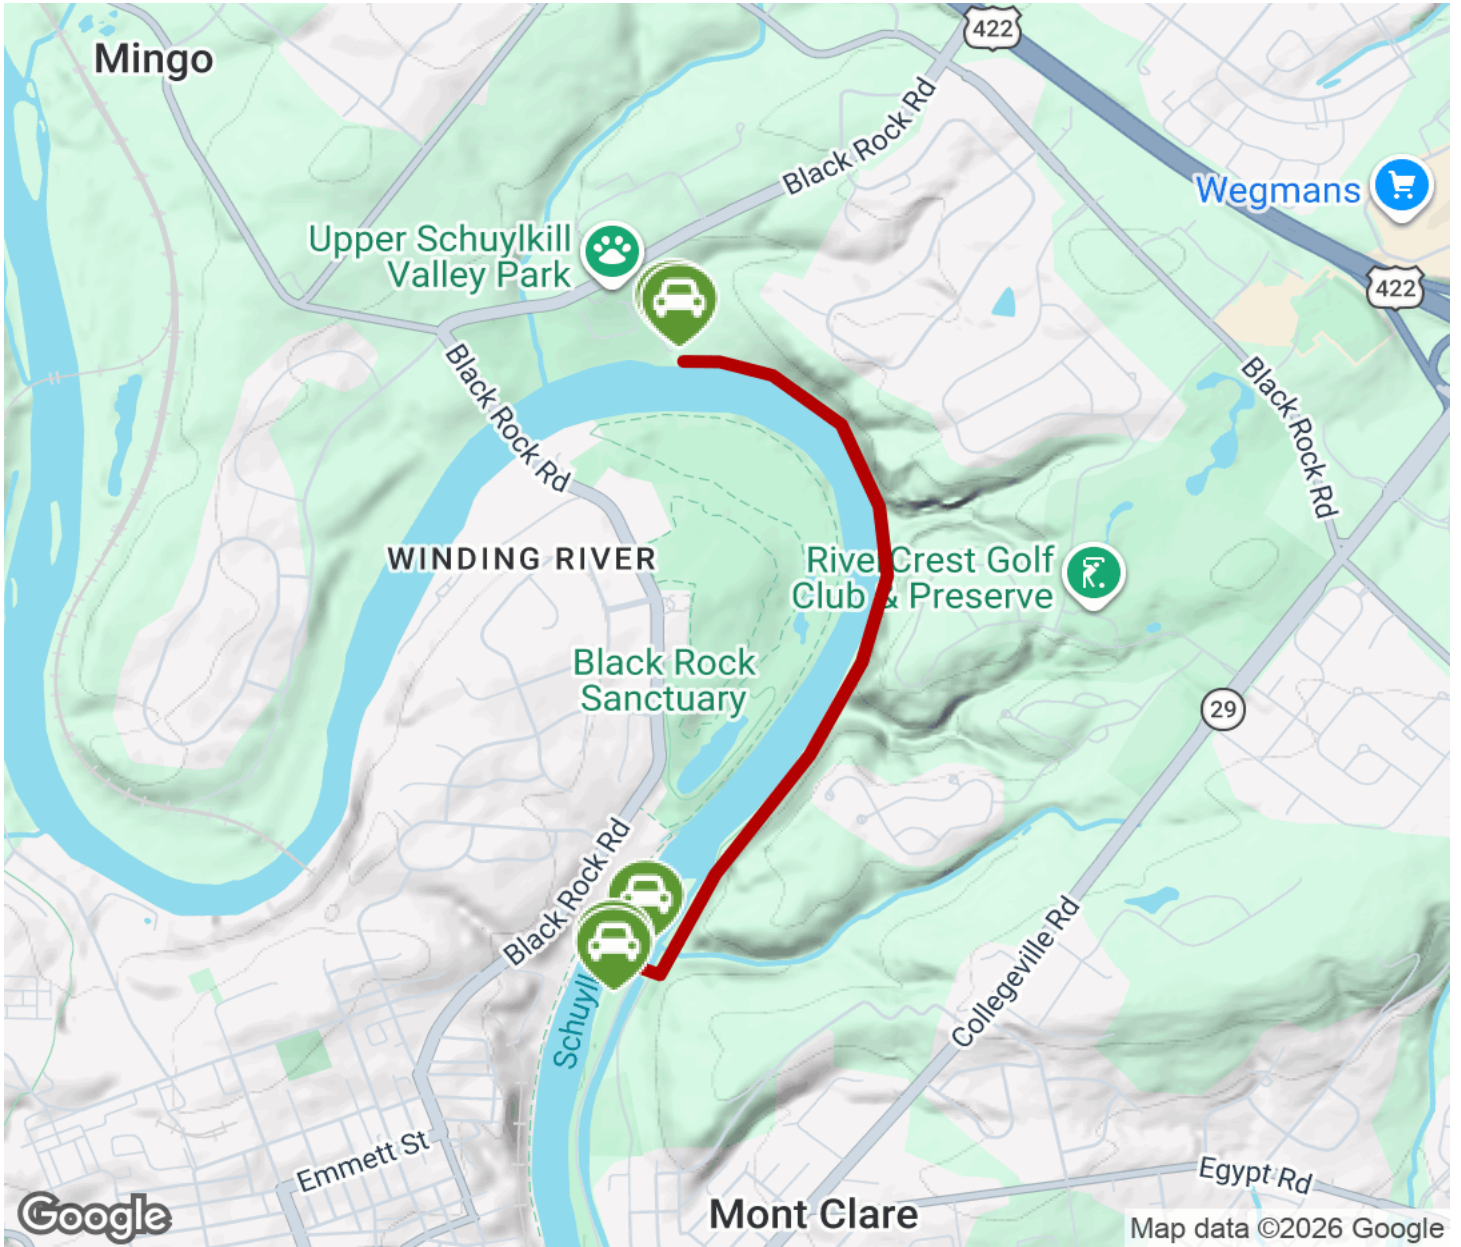 Mingo
422
Black Rock Rd
Wegmans
Upper Schuylkill
Valley Park
422
Black Rock Rd
Black Rock Rd
WINDING RIVER
RiverCrest Golf
Club & Preserve
Black Rock
Sanctuary
29
Black Rock Rd
Collegeville Rd
Schuyl
Emmett St
Egypt Rd
Mont Clare
Google
Map data ©2026 Google